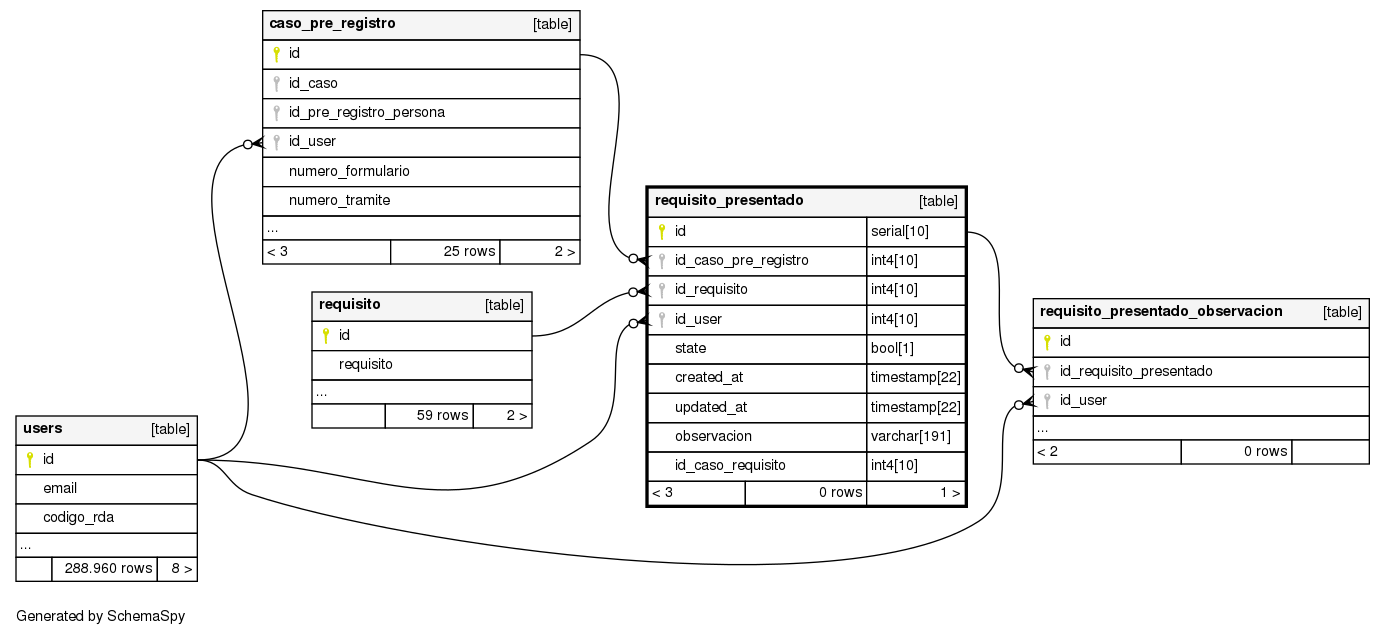 caso_pre_registro [table]
id
id_caso
id_pre_registro_persona
id_user
numero_formulario
numero_tramite
...
< 3 25 rows 2 >
requisito_presentado [table]
id serial[10]
id_caso_pre_registro int4[10]
id_requisito int4[10]
id_user int4[10]
state bool[1]
created_at timestamp[22]
updated_at timestamp[22]
observacion varchar[191]
id_caso_requisito int4[10]
< 3 0 rows 1 >
requisito [table]
id
requisito
...
59 rows 2 >
requisito_presentado_observacion [table]
id
id_requisito_presentado
id_user
...
< 2 0 rows
users [table]
id
email
codigo_rda
...
288.960 rows 8 >
Generated by SchemaSpy